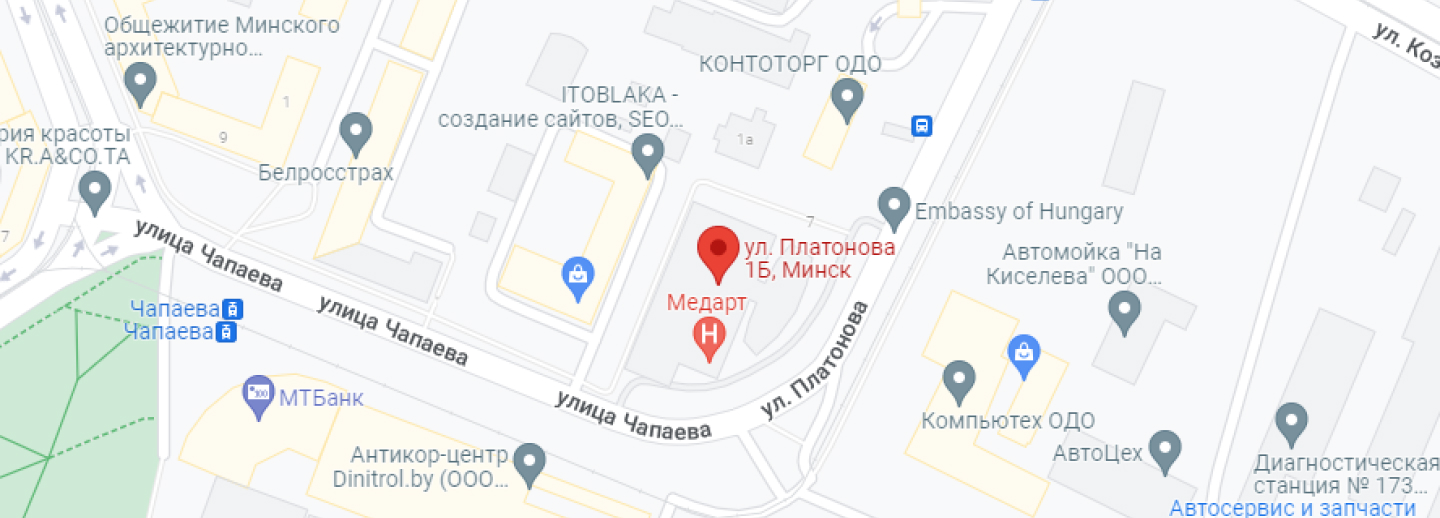 Общежитие Минского
архитектурно...
ул. Коз
КОНТОТОРГ ОДО
ITOBLAKA -
создание сайтов, SEO...
1
9
1a
рия красоты
KR.A&CO.TA
Белросстрах
7
Embassy of Hungary
7
улица Чапаева
ул. Платонова
1Б, Минск
Автомойка "На
Киселева" ООО...
Медарт
H
Чапаева
Чапаева
улица Чапаева
ул. Платонова
улица Чапаева
МТБанк
Компьютех ОДО
Антикор-центр
Dinitrol.by (ООО...
АвтоЦех
Диагностическая
станция № 173...
Автосервис и запчасти